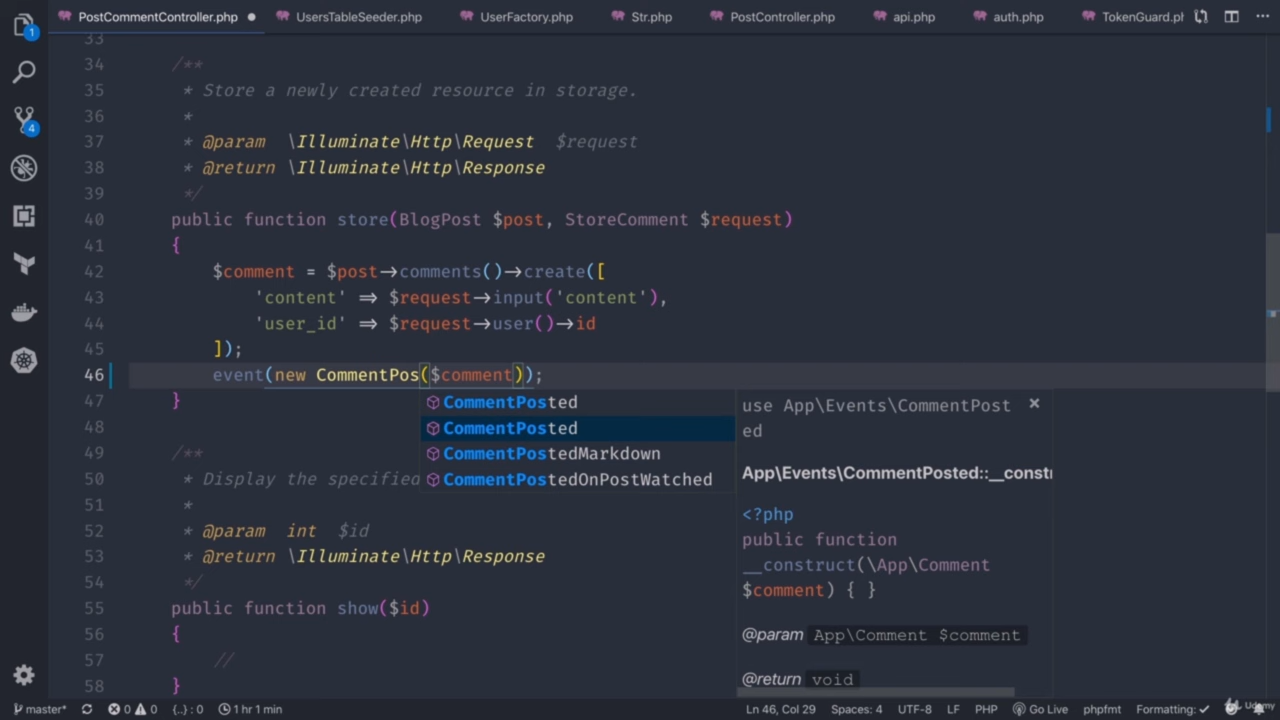 PostCommentController.php UsersTableSeeder.php UserFactory.php Str.php PostController.php api.php auth.php TokenGuard.ph
1
4
33
34 /**
35 * Store a newly created resource in storage.
36 *
37 * @param \Illuminate\Http\Request $request
38 * @return \Illuminate\Http\Response
39 */
40 public function store(BlogPost $post, StoreComment $request)
41 {
42 $comment = $post->comments()->create([
43 'content' => $request->input('content'),
44 'user_id' => $request->user()->id
45 ]);
46 event(new CommentPos($comment));
47 }
48
49 /**
50 * Display the specified
51 *
52 * @param int $id
53 * @return \Illuminate\Http\Response
54 */
55 public function show($id)
56 {
57 //
58 }
CommentPosted
CommentPosted
CommentPostedMarkdown
CommentPostedOnPostWatched
use App\Events\CommentPost
ed
App\Events\CommentPosted::__constr
<?php
public function
__construct(\App\Comment
$comment) { }
@param App\Comment $comment
@return void
master* 0 0 {..} : 0 1 hr 1 min Ln 46, Col 29 Spaces: 4 UTF-8 LF PHP Go Live phpfmt Formatting: ✓
Udemy